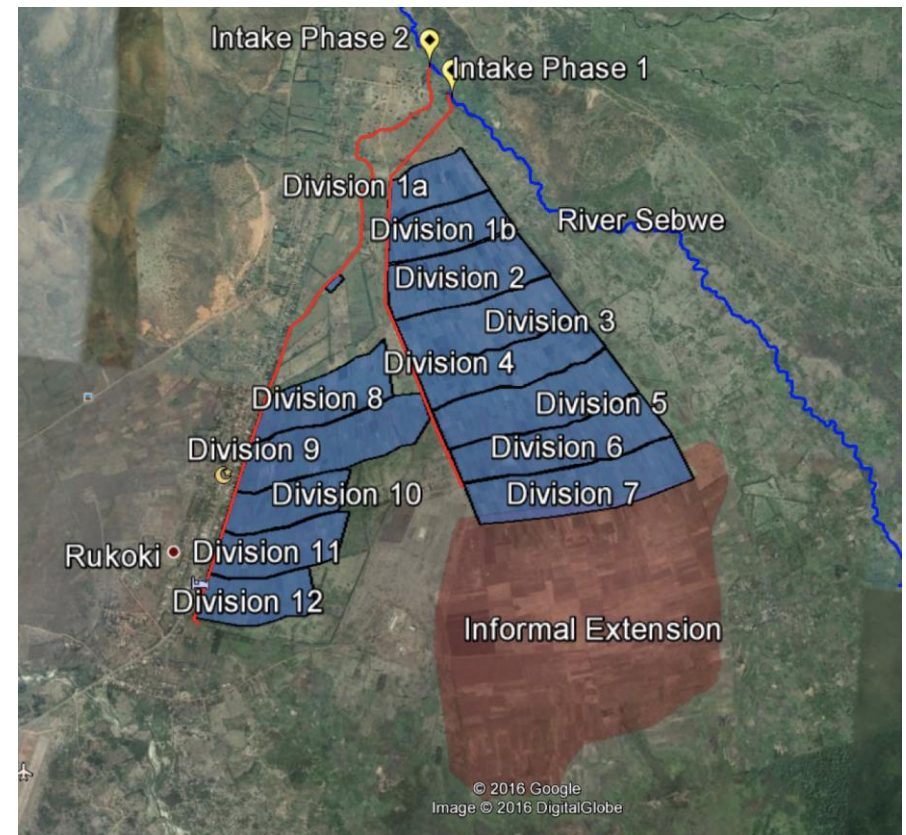 Intake Phase 2
Intake Phase 1
Division 1a
River Sebwe
Division 1b
Division 2
Division 3
Division 4
Division 8
Division 5
Division 9
Division 6
Division 10
Division 7
Rukoki
Division 11
Division 12
Informal Extension
© 2016 Google
Image © 2016 DigitalGlobe